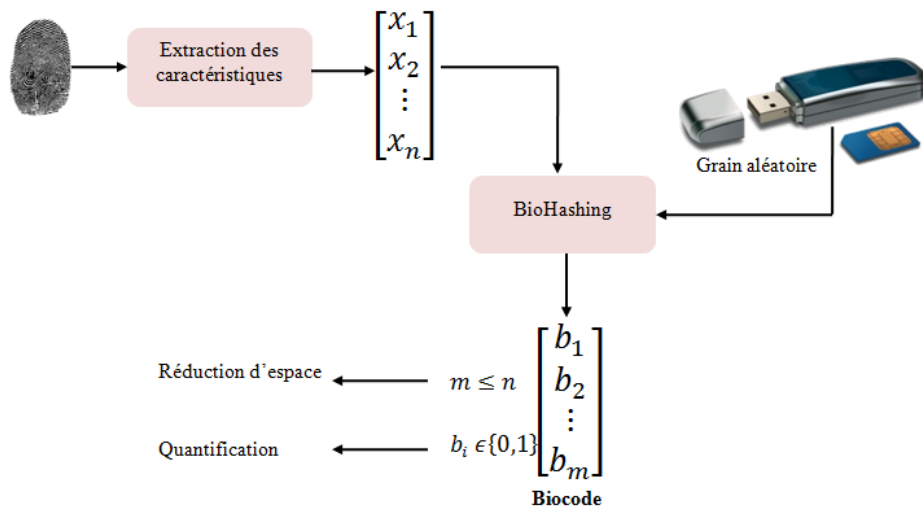 Extraction des
caractéristiques
x₁
x₂
⋮
xₙ
Grain aléatoire
BioHashing
Réduction d'espace
m ≤ n
Quantification
bᵢ ϵ{0,1}
b₁
b₂
⋮
bₘ
Biocode